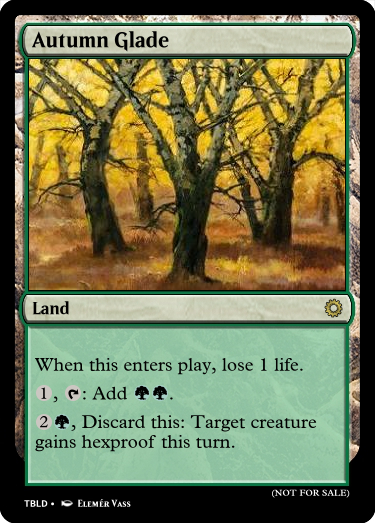 Autumn Glade
Land
When this enters play, lose 1 life.
1, : Add .
2, Discard this: Target creature
gains hexproof this turn.
(NOT FOR SALE)
TBLD • Elemér Vass